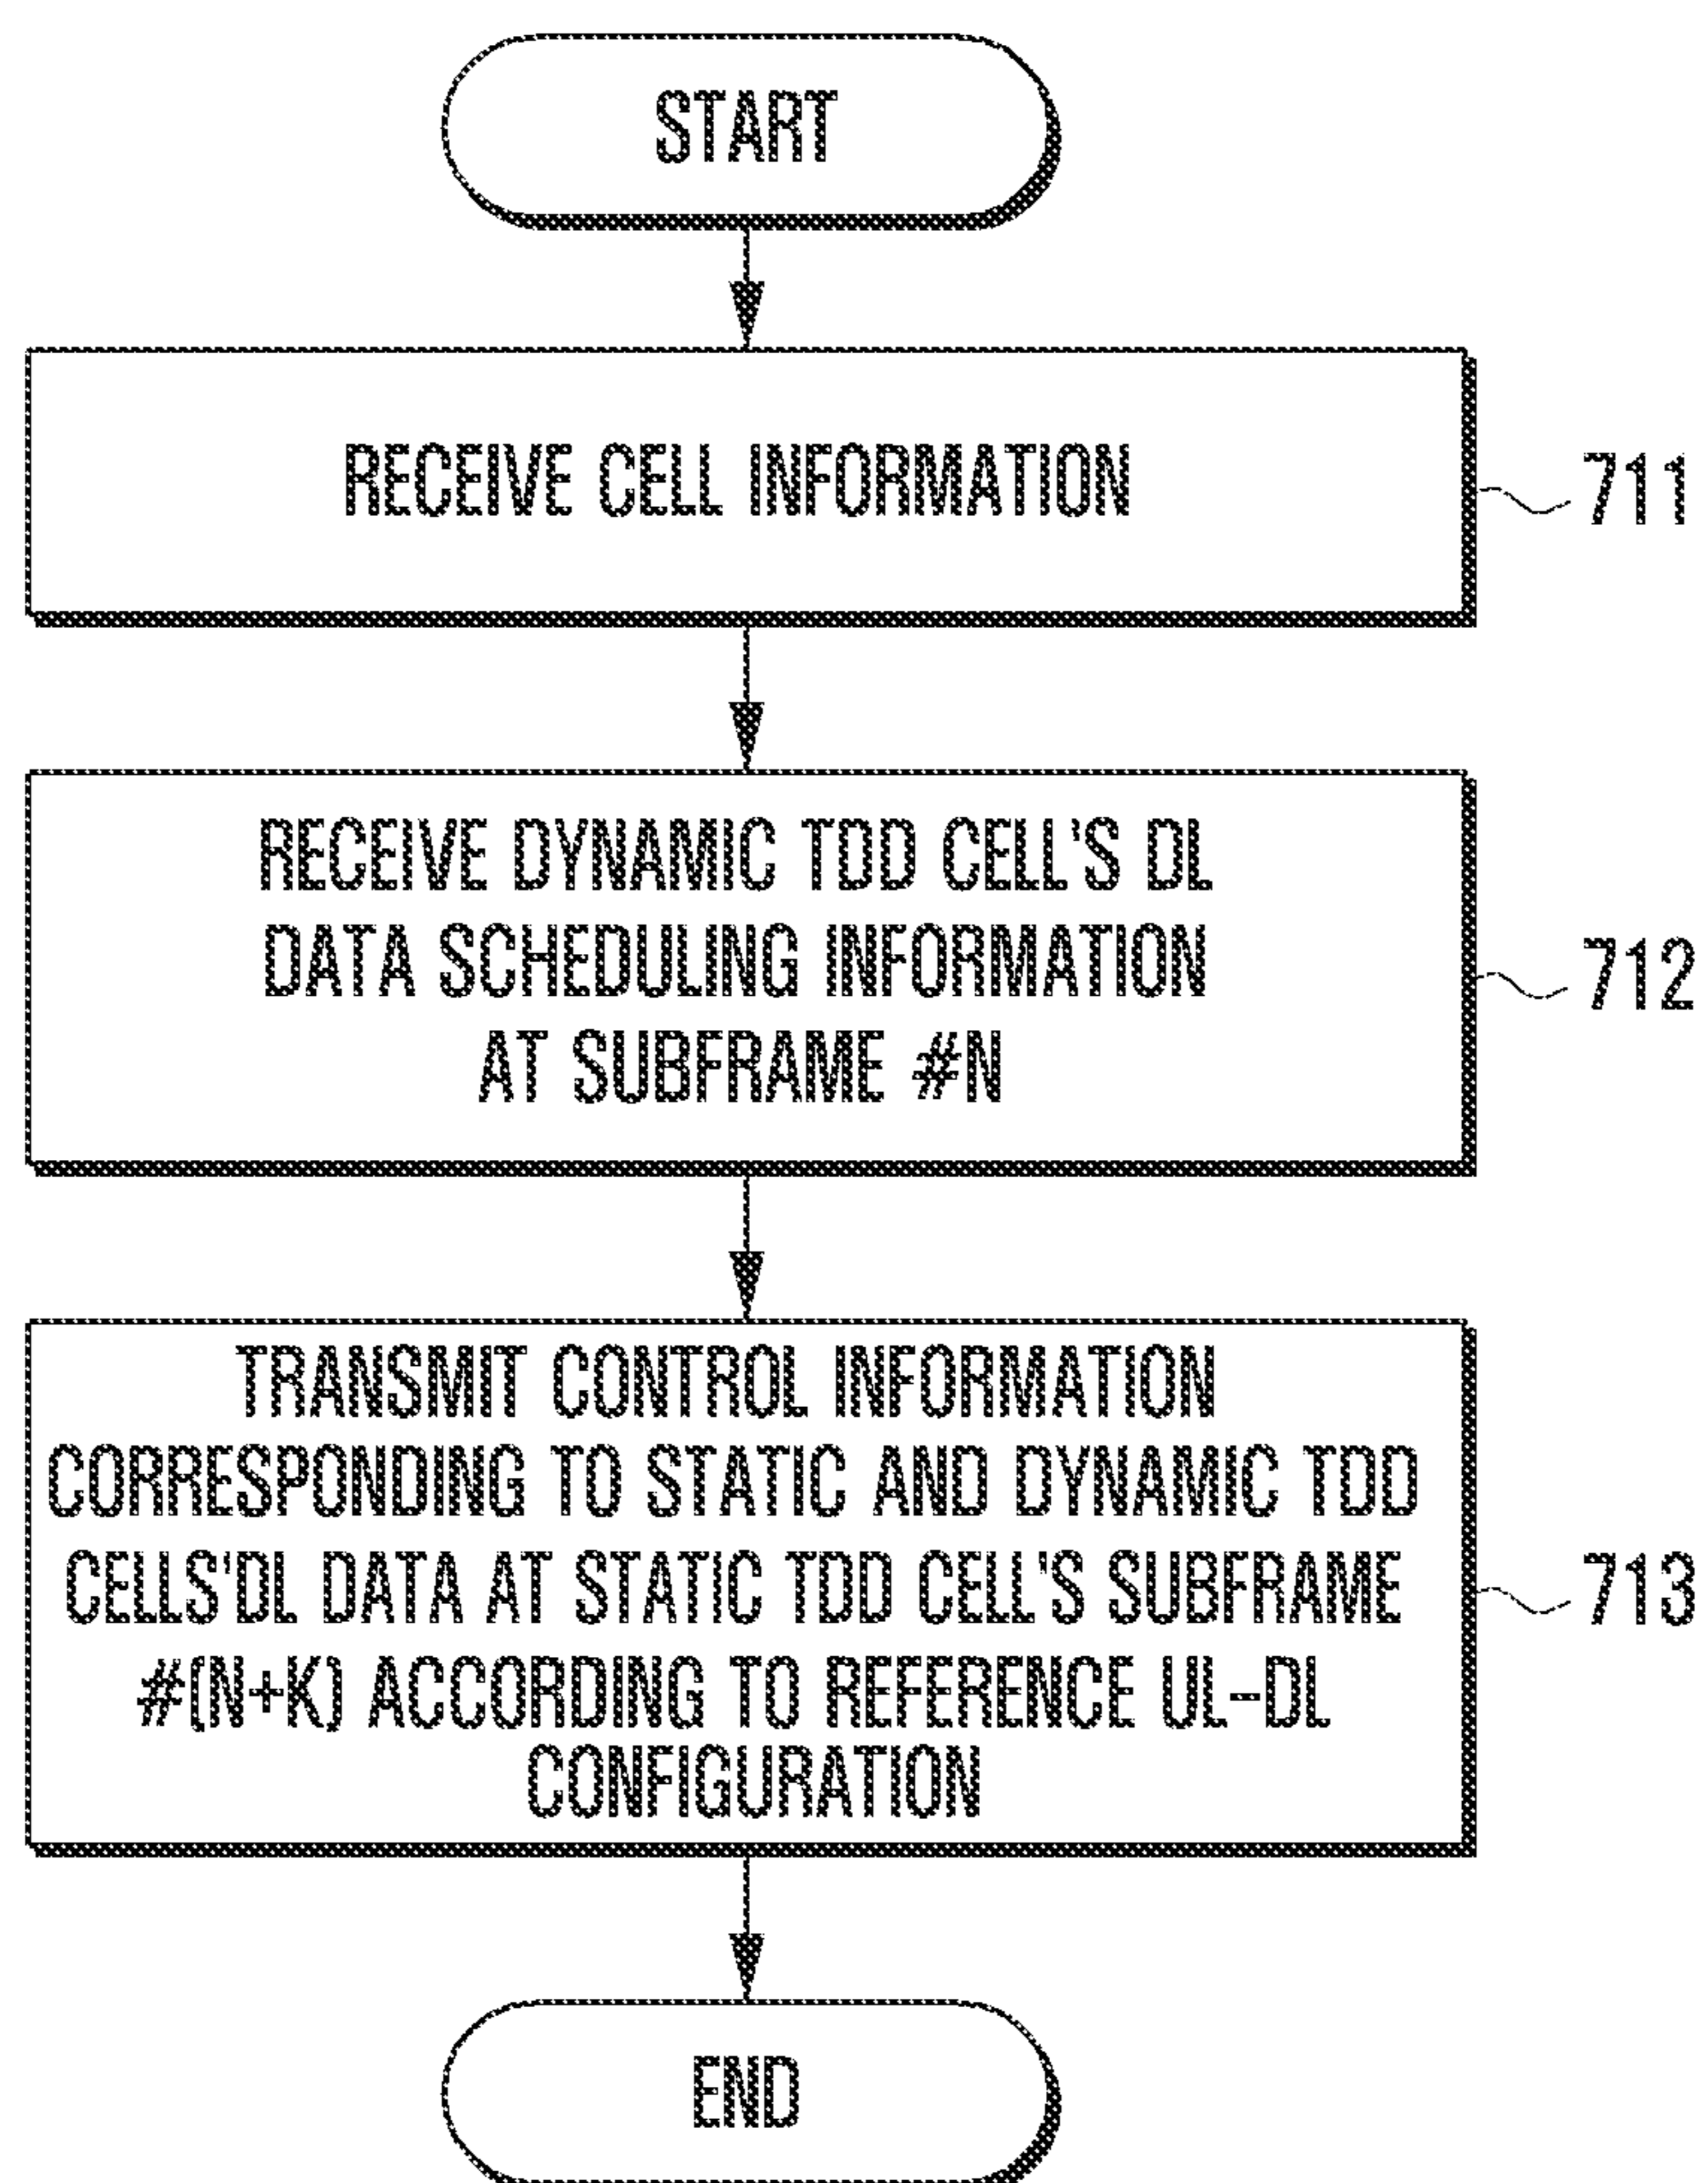 START
RECEIVE CELL INFORMATION
711
RECEIVE DYNAMIC TDD CELL'S DL
DATA SCHEDULING INFORMATION
AT SUBFRAME #N
712
TRANSMIT CONTROL INFORMATION
CORRESPONDING TO STATIC AND DYNAMIC TDD
CELLS'DL DATA AT STATIC TDD CELL'S SUBFRAME
#(N+K) ACCORDING TO REFERENCE UL-DL
CONFIGURATION
713
END